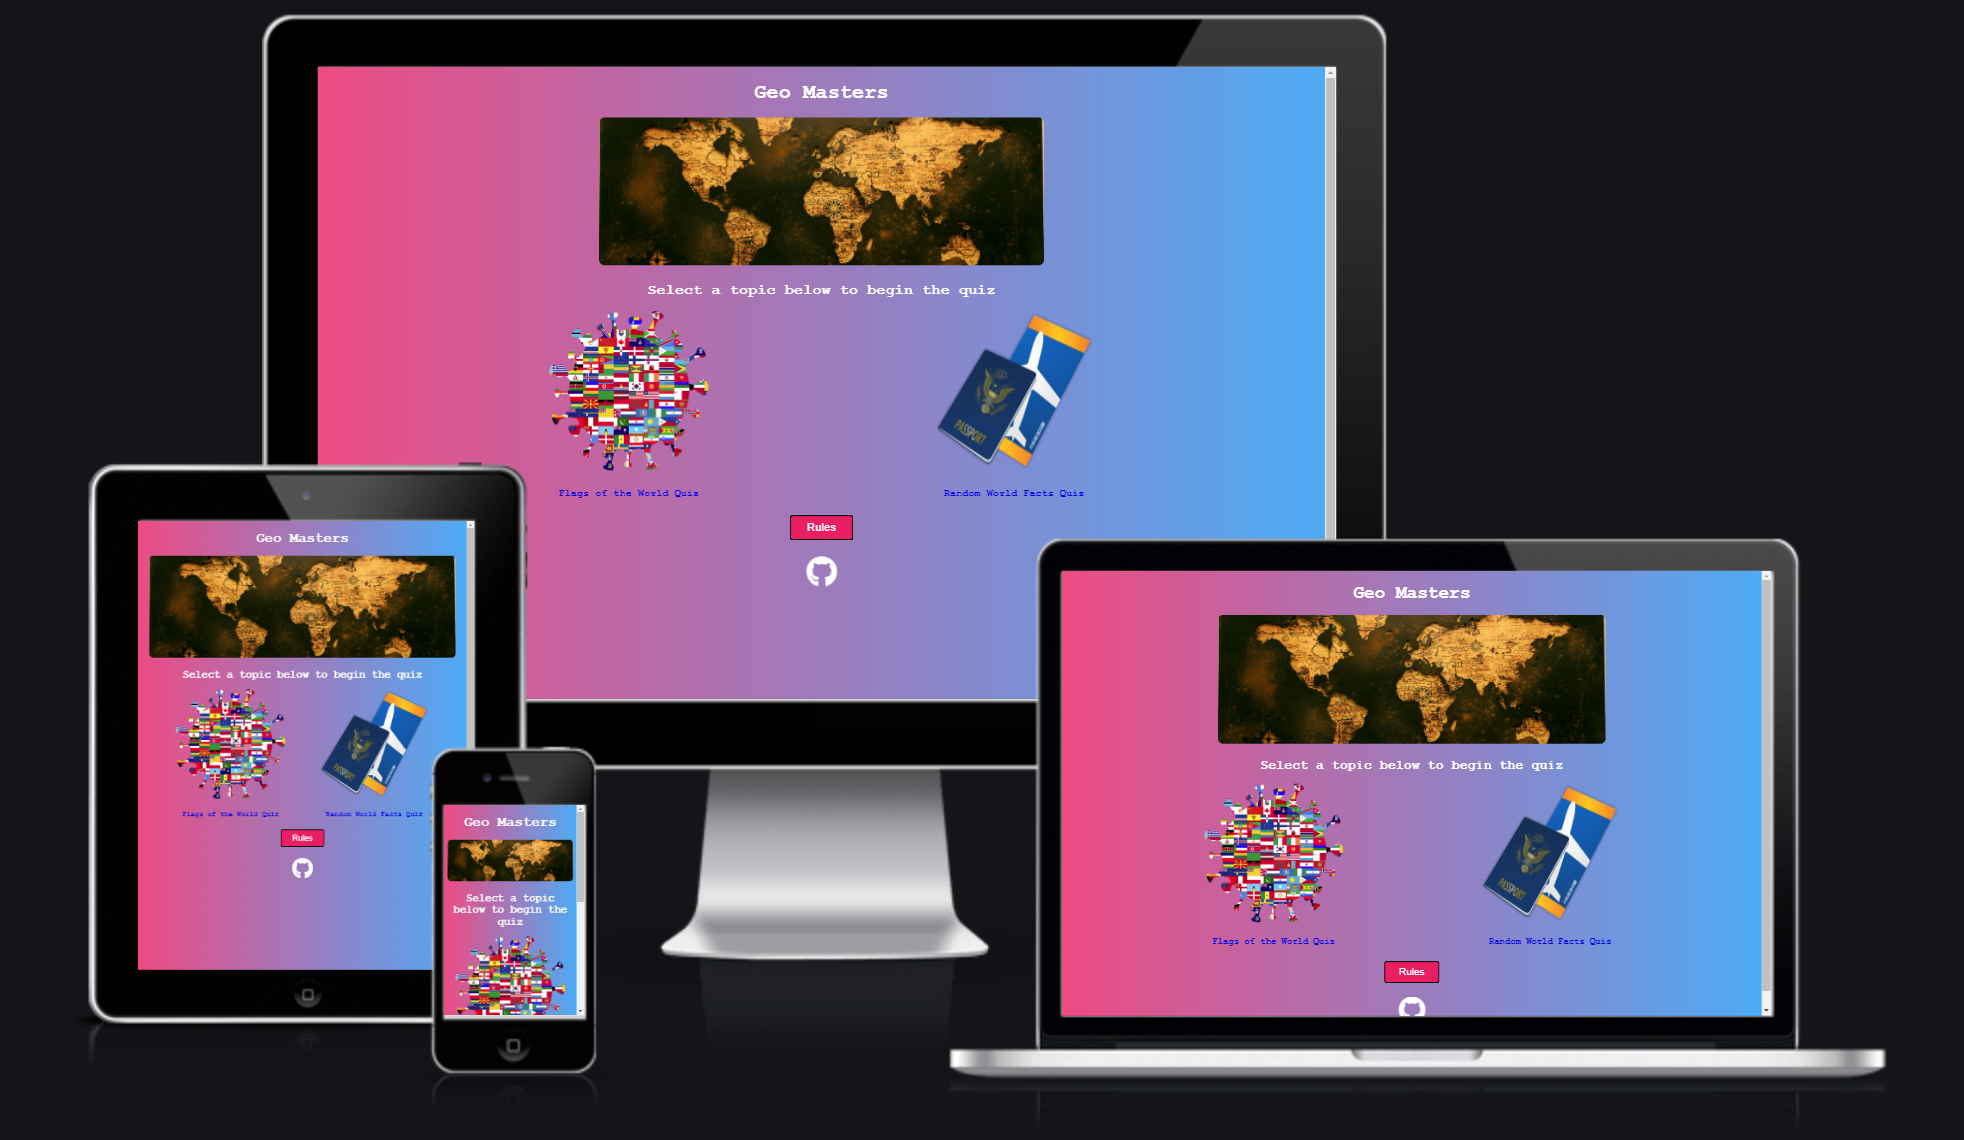 Geo Masters
Select a topic below to begin the quiz
PASSPORT
Flags of the World Quiz
Random World Facts Quiz
Rules
Geo Masters
Select a topic below to begin the quiz
PASSPORT
Flags of the World Quiz
Random World Facts Quiz
Rules
Geo Masters
Select a topic
below to begin the
quiz
Geo Masters
Select a topic below to begin the quiz
PASSPORT
Flags of the World Quiz
Random World Facts Quiz
Rules